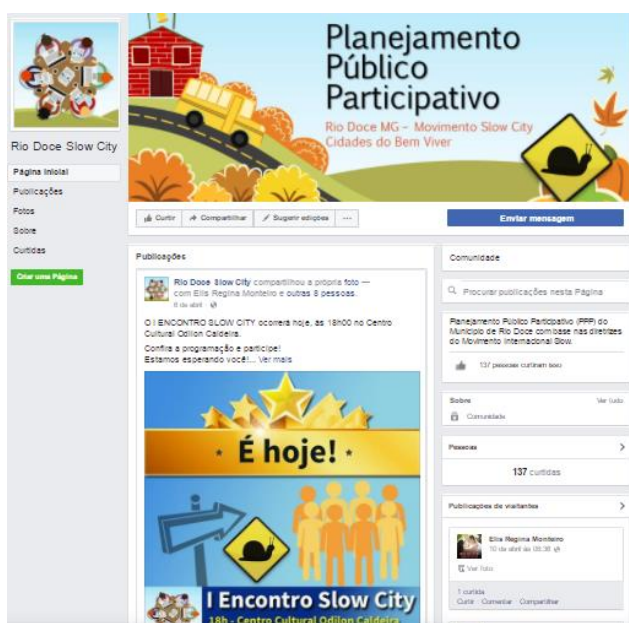 Planejamento
Público
Participativo
Rio Doce MG – Movimento Slow City
Cidades do Bem Viver
Rio Doce Slow City
Página Inicial
Publicações
Fotos
Sobre
Curtidas
Criar uma Página
Curtir
Compartilhar
Sugerir edições
...
Enviar mensagem
Publicações
Rio Doce Slow City compartilhou a própria foto —
com Elis Regina Monteiro e outras 8 pessoas.
6 de abril ·
O I ENCONTRO SLOW CITY ocorrerá hoje, às 18h00 no Centro
Cultural Odilon Caldeira.
Confira a programação e participe!
Estamos esperando você!... Ver mais
· É hoje! ·
I Encontro Slow City
18h - Centro Cultural Odilon Caldeira
Comunidade
Procurar publicações nesta Página
Planejamento Público Participativo (PPP) do
Município de Rio Doce com base nas diretrizes
do Movimento Internacional Slow.
137 pessoas curtiram isso
Sobre
Ver tudo
Comunidade
Pessoas
137 curtidas
Publicações de visitantes
Elis Regina Monteiro
10 de abril às 08:38
Ver foto
1 curtida
Curtir · Comentar · Compartilhar